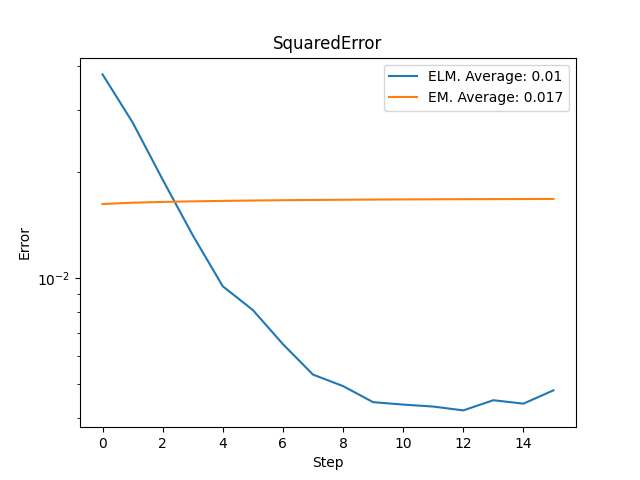 SquaredError
ELM. Average: 0.01
EM. Average: 0.017
Error
10⁻²
0 2 4 6 8 10 12 14
Step